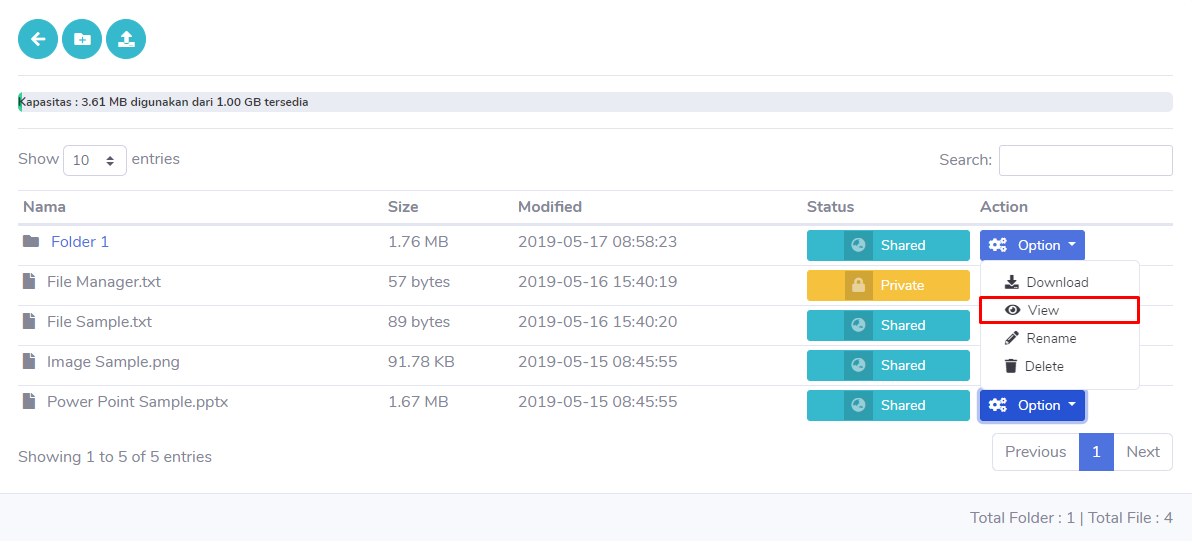 Kapasitas : 3.61 MB digunakan dari 1.00 GB tersedia
Show 10 entries Search:
Nama Size Modified Status Action
Folder 1 1.76 MB 2019-05-17 08:58:23 Shared Option
File Manager.txt 57 bytes 2019-05-16 15:40:19 Private Download
File Sample.txt 89 bytes 2019-05-16 15:40:20 Shared View
Rename
Image Sample.png 91.78 KB 2019-05-15 08:45:55 Shared Delete
Power Point Sample.pptx 1.67 MB 2019-05-15 08:45:55 Shared Option
Showing 1 to 5 of 5 entries Previous 1 Next
Total Folder : 1 | Total File : 4